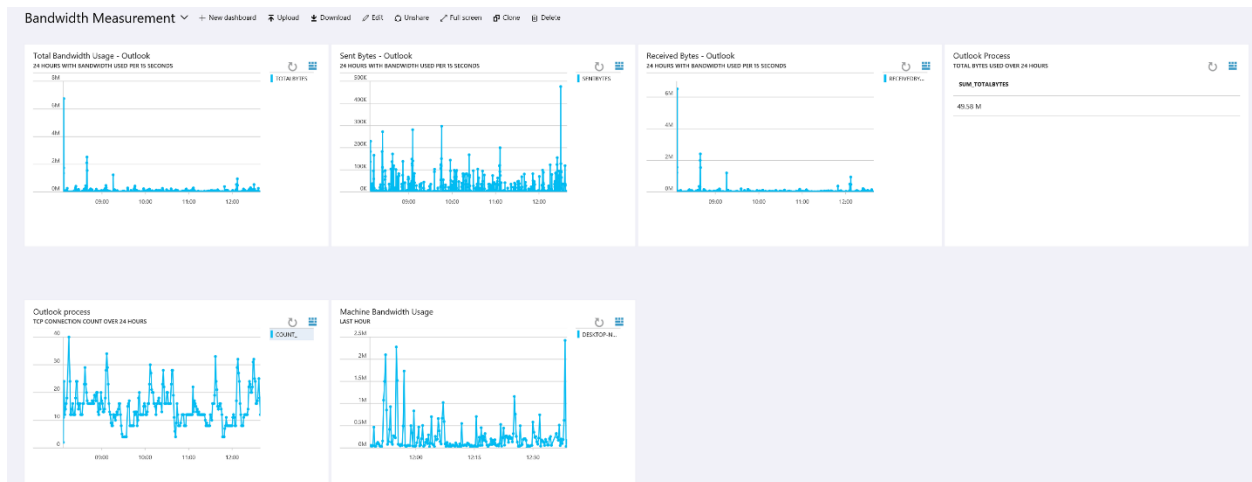 Bandwidth Measurement
+ New dashboard
Upload
Download
Edit
Unshare
Full screen
Clone
Delete
Total Bandwidth Usage - Outlook
24 HOURS WITH BANDWIDTH USED PER 15 SECONDS
TOTALBYTES
8M
6M
4M
2M
0M
09:00 10:00 11:00 12:00
Sent Bytes - Outlook
24 HOURS WITH BANDWIDTH USED PER 15 SECONDS
SENTBYTES
500K
400K
300K
200K
100K
0K
09:00 10:00 11:00 12:00
Received Bytes - Outlook
24 HOURS WITH BANDWIDTH USED PER 15 SECONDS
RECEIVEDBY...
6M
4M
2M
0M
09:00 10:00 11:00 12:00
Outlook Process
TOTAL BYTES USED OVER 24 HOURS
SUM_TOTALBYTES
49.58 M
Outlook process
TCP CONNECTION COUNT OVER 24 HOURS
COUNT_
40
30
20
10
0
09:00 10:00 11:00 12:00
Machine Bandwidth Usage
LAST HOUR
DESKTOP-N...
2.5M
2M
1.5M
1M
0.5M
0M
12:15